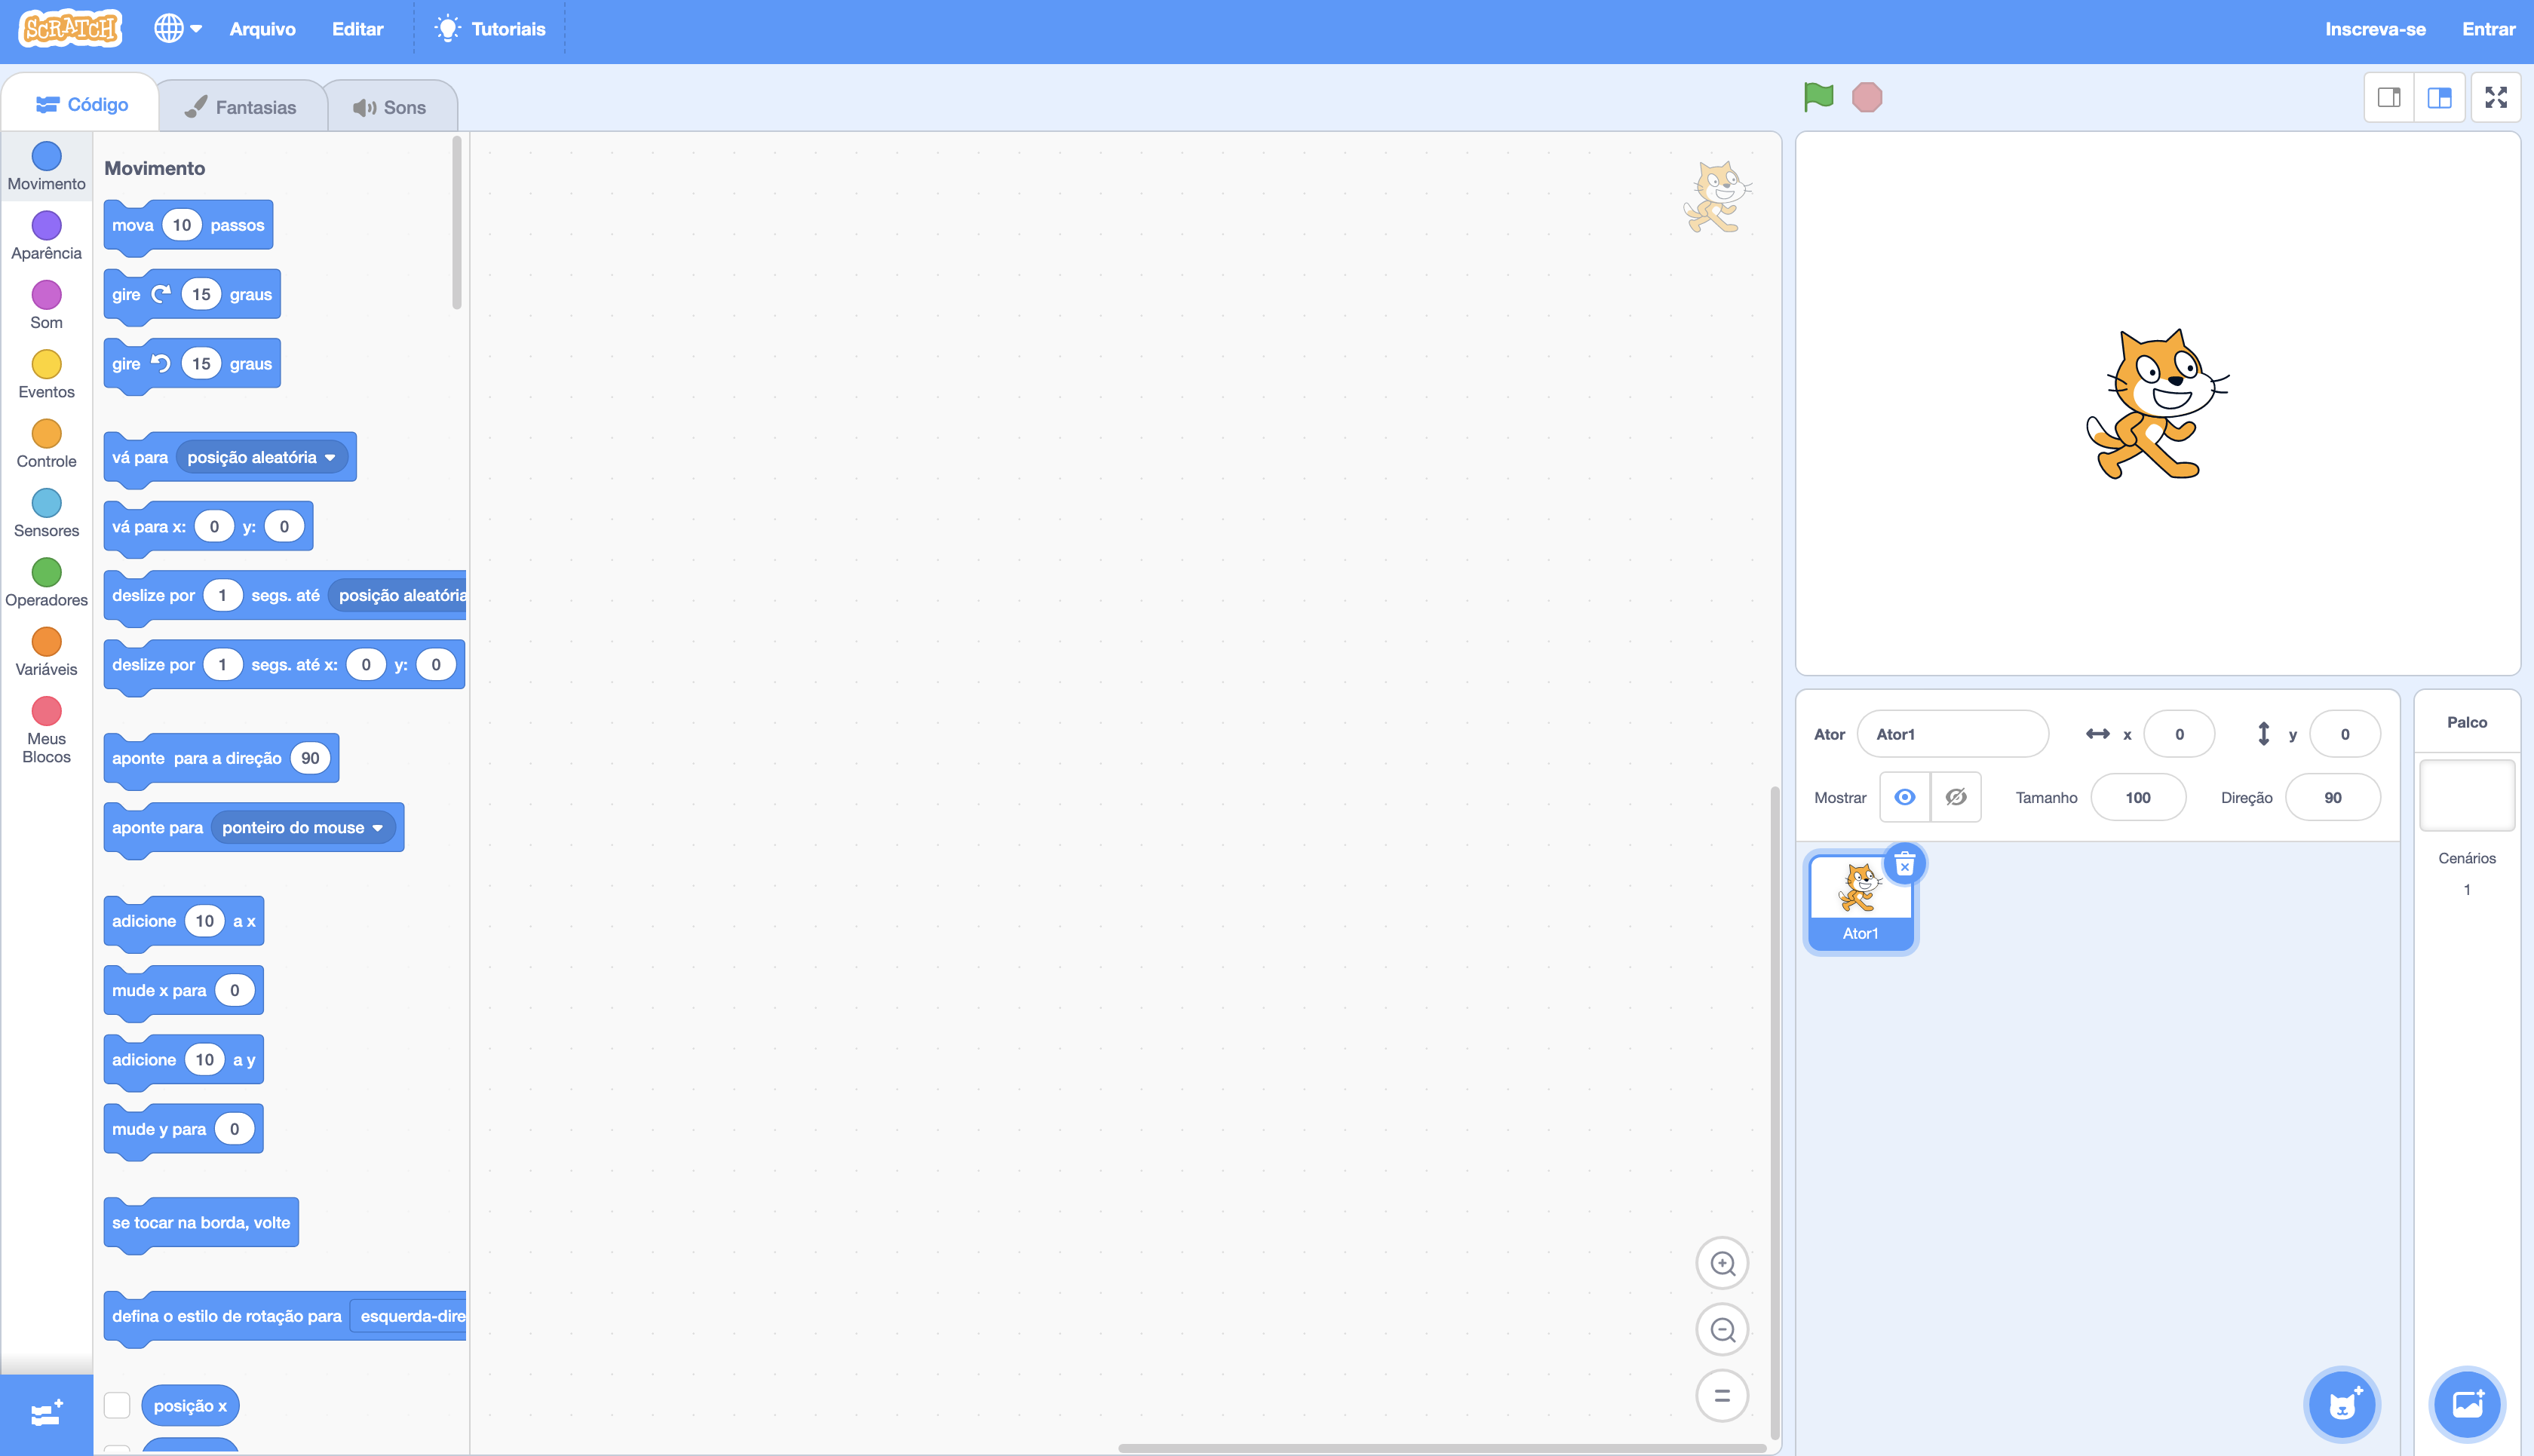 SCRATCH
Arquivo
Editar
Tutoriais
Inscreva-se
Entrar
Código
Fantasias
Sons
Movimento
Aparência
Som
Eventos
Controle
Sensores
Operadores
Variáveis
Meus
Blocos
Movimento
mova 10 passos
gire 15 graus
gire 15 graus
vá para posição aleatória
vá para x: 0 y: 0
deslize por 1 segs. até posição aleatória
deslize por 1 segs. até x: 0 y: 0
aponte para a direção 90
aponte para ponteiro do mouse
adicione 10 a x
mude x para 0
adicione 10 a y
mude y para 0
se tocar na borda, volte
defina o estilo de rotação para esquerda-dire
posição x
Ator Ator1 x 0 y 0
Mostrar Tamanho 100 Direção 90
Ator1
Palco
Cenários
1